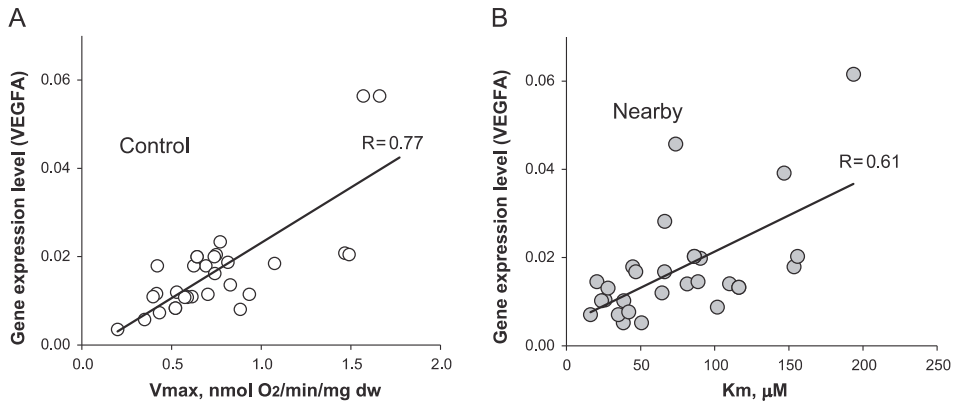 A
Gene expression level (VEGFA)
0.06
0.04
0.02
0.00
Control
R=0.77
0.0 0.5 1.0 1.5 2.0
Vmax, nmol O2/min/mg dw
B
Gene expression level (VEGFA)
0.06
0.04
0.02
0.00
Nearby
R=0.61
0 50 100 150 200 250
Km, μM